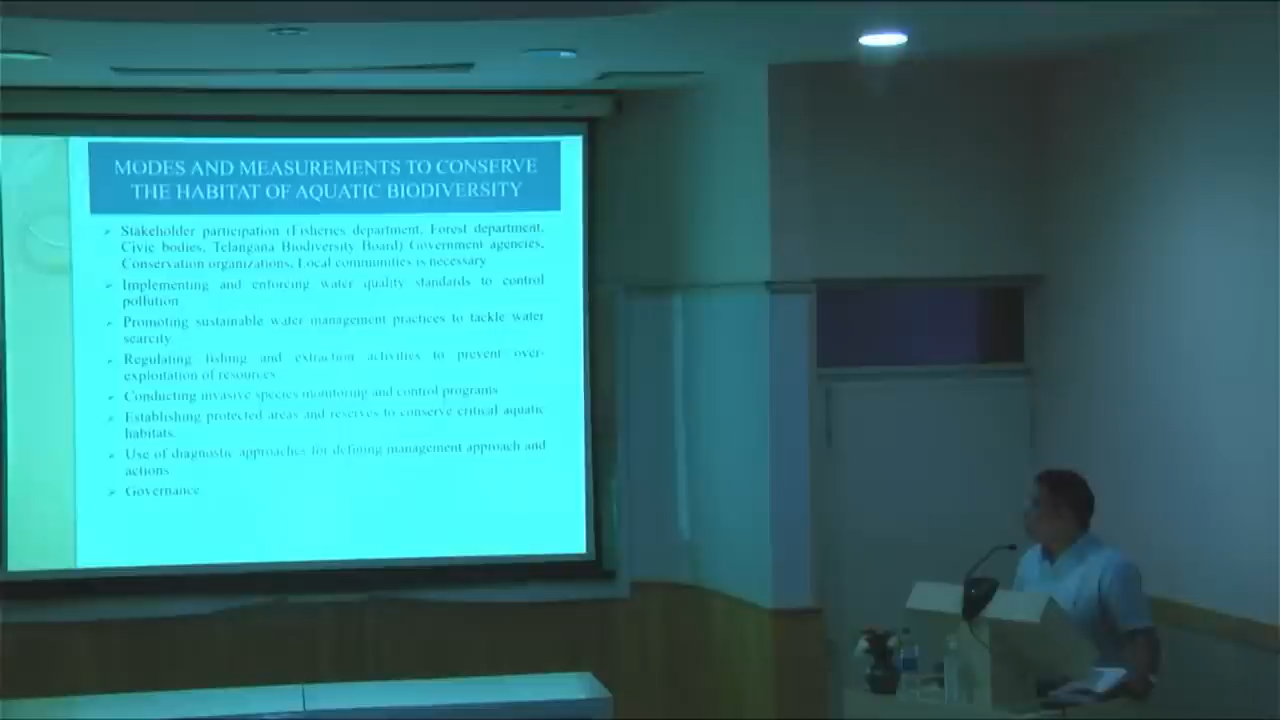 MODES AND MEASUREMENTS TO CONSERVE
THE HABITAT OF AQUATIC BIODIVERSITY
➢ Stakeholder participation (Fisheries department, Forest department,
Civic bodies, Telangana Biodiversity Board) Government agencies,
Conservation organizations, Local communities is necessary
➢ Implementing and enforcing water quality standards to control
pollution
➢ Promoting sustainable water management practices to tackle water
scarcity
➢ Regulating fishing and extraction activities to prevent over-
exploitation of resources.
➢ Conducting invasive species monitoring and control programs
➢ Establishing protected areas and reserves to conserve critical aquatic
habitats.
➢ Use of diagnostic approaches for defining management approach and
actions
➢ Governance